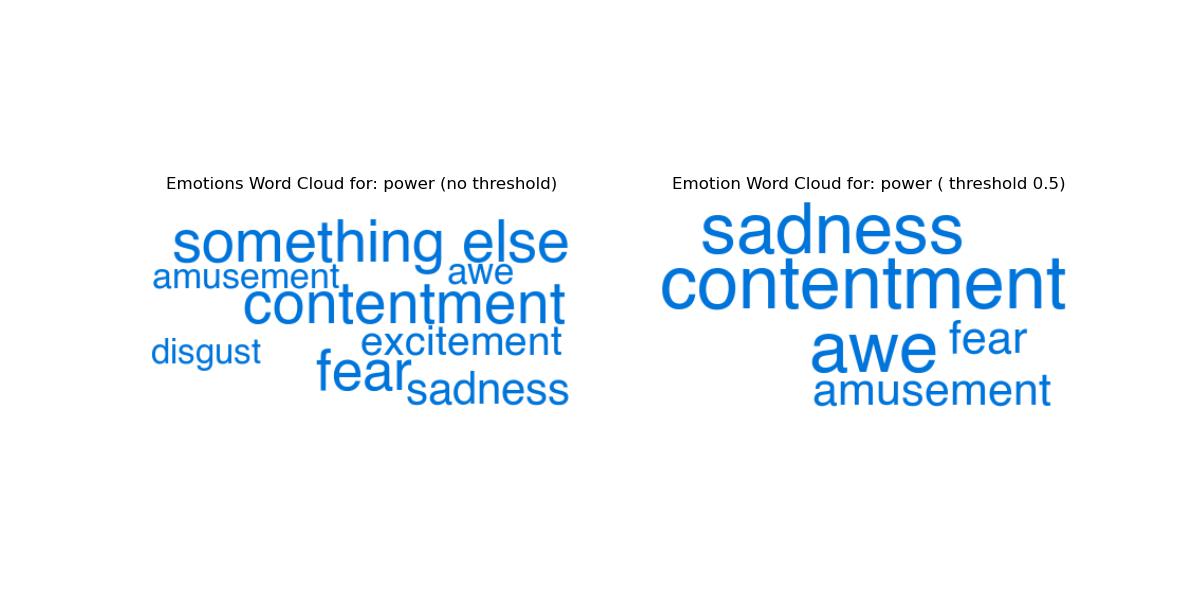 Emotions Word Cloud for: power (no threshold)
something else
amusement awe
contentment
excitement
disgust
fear
sadness
Emotion Word Cloud for: power ( threshold 0.5)
sadness
contentment
awe fear
amusement